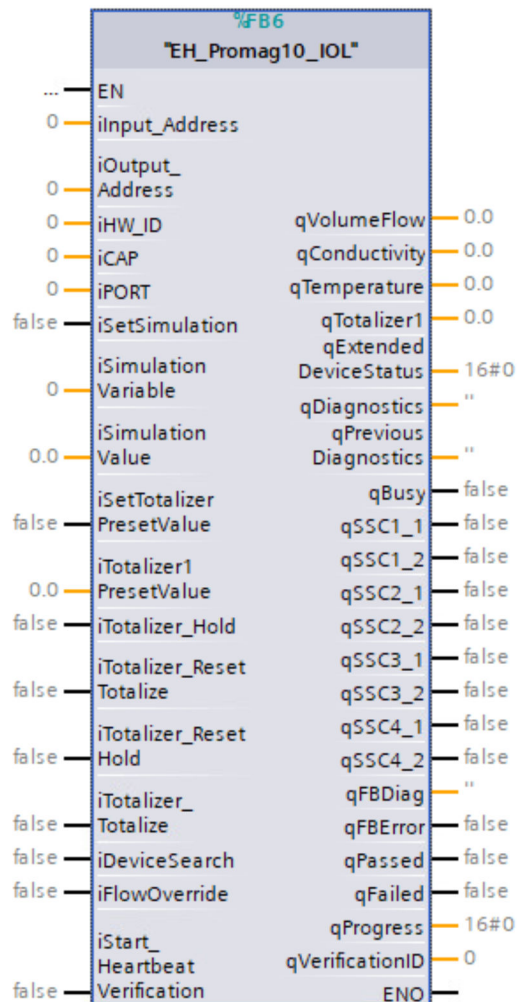 %FB6
"EH_Promag10_IOL"
... EN
0 iInput_Address
iOutput_
0 Address
0 iHW_ID qVolumeFlow 0.0
0 iCAP qConductivity 0.0
0 iPORT qTemperature 0.0
false iSetSimulation qTotalizer1 0.0
qExtended
iSimulation DeviceStatus 16#0
0 Variable qDiagnostics ''
iSimulation qPrevious
0.0 Value Diagnostics ''
iSetTotalizer qBusy false
false PresetValue qSSC1_1 false
iTotalizer1 qSSC1_2 false
0.0 PresetValue qSSC2_1 false
false iTotalizer_Hold qSSC2_2 false
iTotalizer_Reset qSSC3_1 false
false Totalize qSSC3_2 false
iTotalizer_Reset qSSC4_1 false
false Hold qSSC4_2 false
iTotalizer_ qFBDiag ''
false Totalize qFBError false
false iDeviceSearch qPassed false
false iFlowOverride qFailed false
iStart_ qProgress 16#0
Heartbeat qVerificationID 0
false Verification ENO